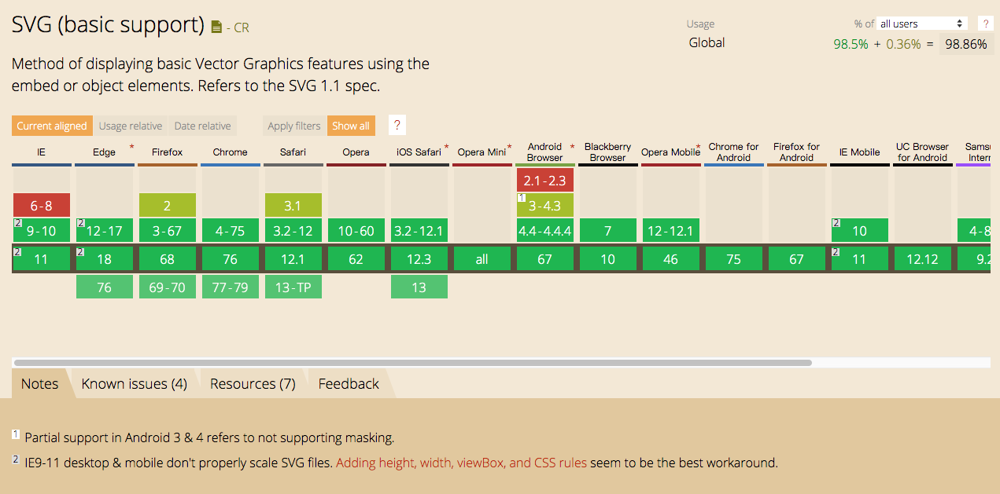 SVG (basic support) - CR
Usage % of all users ?
Global 98.5% + 0.36% = 98.86%
Method of displaying basic Vector Graphics features using the
embed or object elements. Refers to the SVG 1.1 spec.
Current aligned Usage relative Date relative Apply filters Show all ?
IE Edge * Firefox Chrome Safari Opera iOS Safari * Opera Mini * Android Browser * Blackberry Browser Opera Mobile * Chrome for Android Firefox for Android IE Mobile UC Browser for Android
2.1-2.3
6-8 2 3.1 1 3-4.3
2 9-10 2 12-17 3-67 4-75 3.2-12 10-60 3.2-12.1 4.4-4.4.4 7 12-12.1 2 10 4-8
2 11 2 18 68 76 12.1 62 12.3 all 67 10 46 75 67 2 11 12.12 9.2
76 69-70 77-79 13-TP 13
Notes Known issues (4) Resources (7) Feedback
1 Partial support in Android 3 & 4 refers to not supporting masking.
2 IE9-11 desktop & mobile don't properly scale SVG files. Adding height, width, viewBox, and CSS rules seem to be the best workaround.